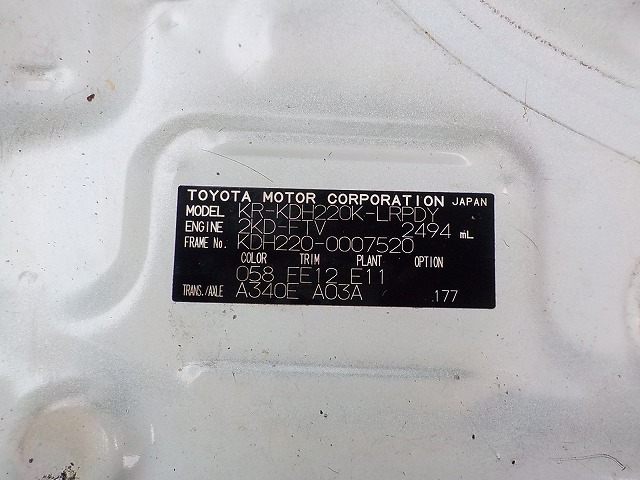 TOYOTA MOTOR CORPORATION JAPAN
MODEL KR-KDH220K-LRPDY
ENGINE 2KD-FTV 2494 mL
FRAME No. KDH220-0007520
COLOR TRIM PLANT OPTION
058 FE12 E11
TRANS./AXLE A340E A03A .177